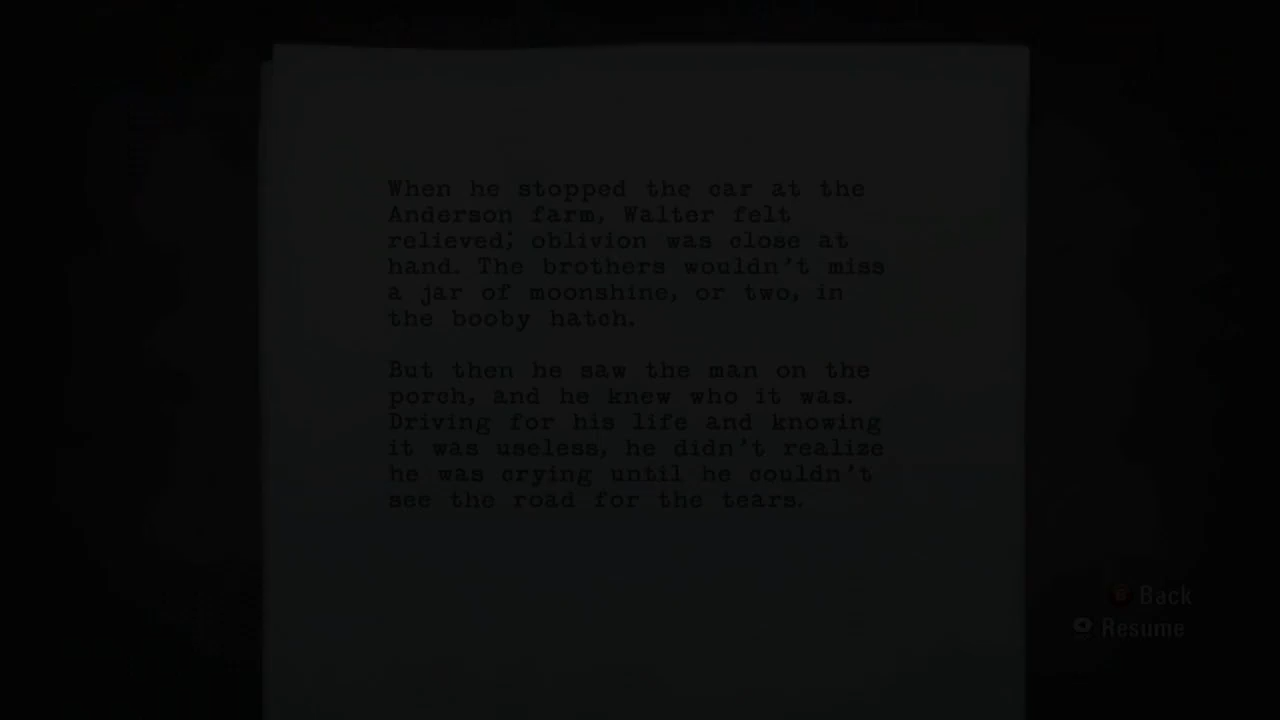 When he stopped the car at the
Anderson farm, Walter felt
relieved; oblivion was close at
hand. The brothers wouldn't miss
a jar of moonshine, or two, in
the booby hatch.
But then he saw the man on the
porch, and he knew who it was.
Driving for his life and knowing
it was useless, he didn't realize
he was crying until he couldn't
see the road for the tears.
B Back
Resume